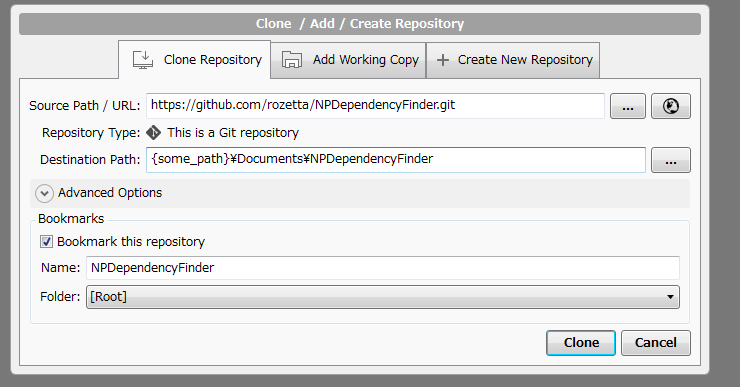 Clone / Add / Create Repository
Clone Repository
Add Working Copy
Create New Repository
Source Path / URL: https://github.com/rozetta/NPDependencyFinder.git ...
Repository Type: This is a Git repository
Destination Path: {some_path}¥Documents¥NPDependencyFinder ...
Advanced Options
Bookmarks
Bookmark this repository
Name: NPDependencyFinder
Folder: [Root]
Clone Cancel